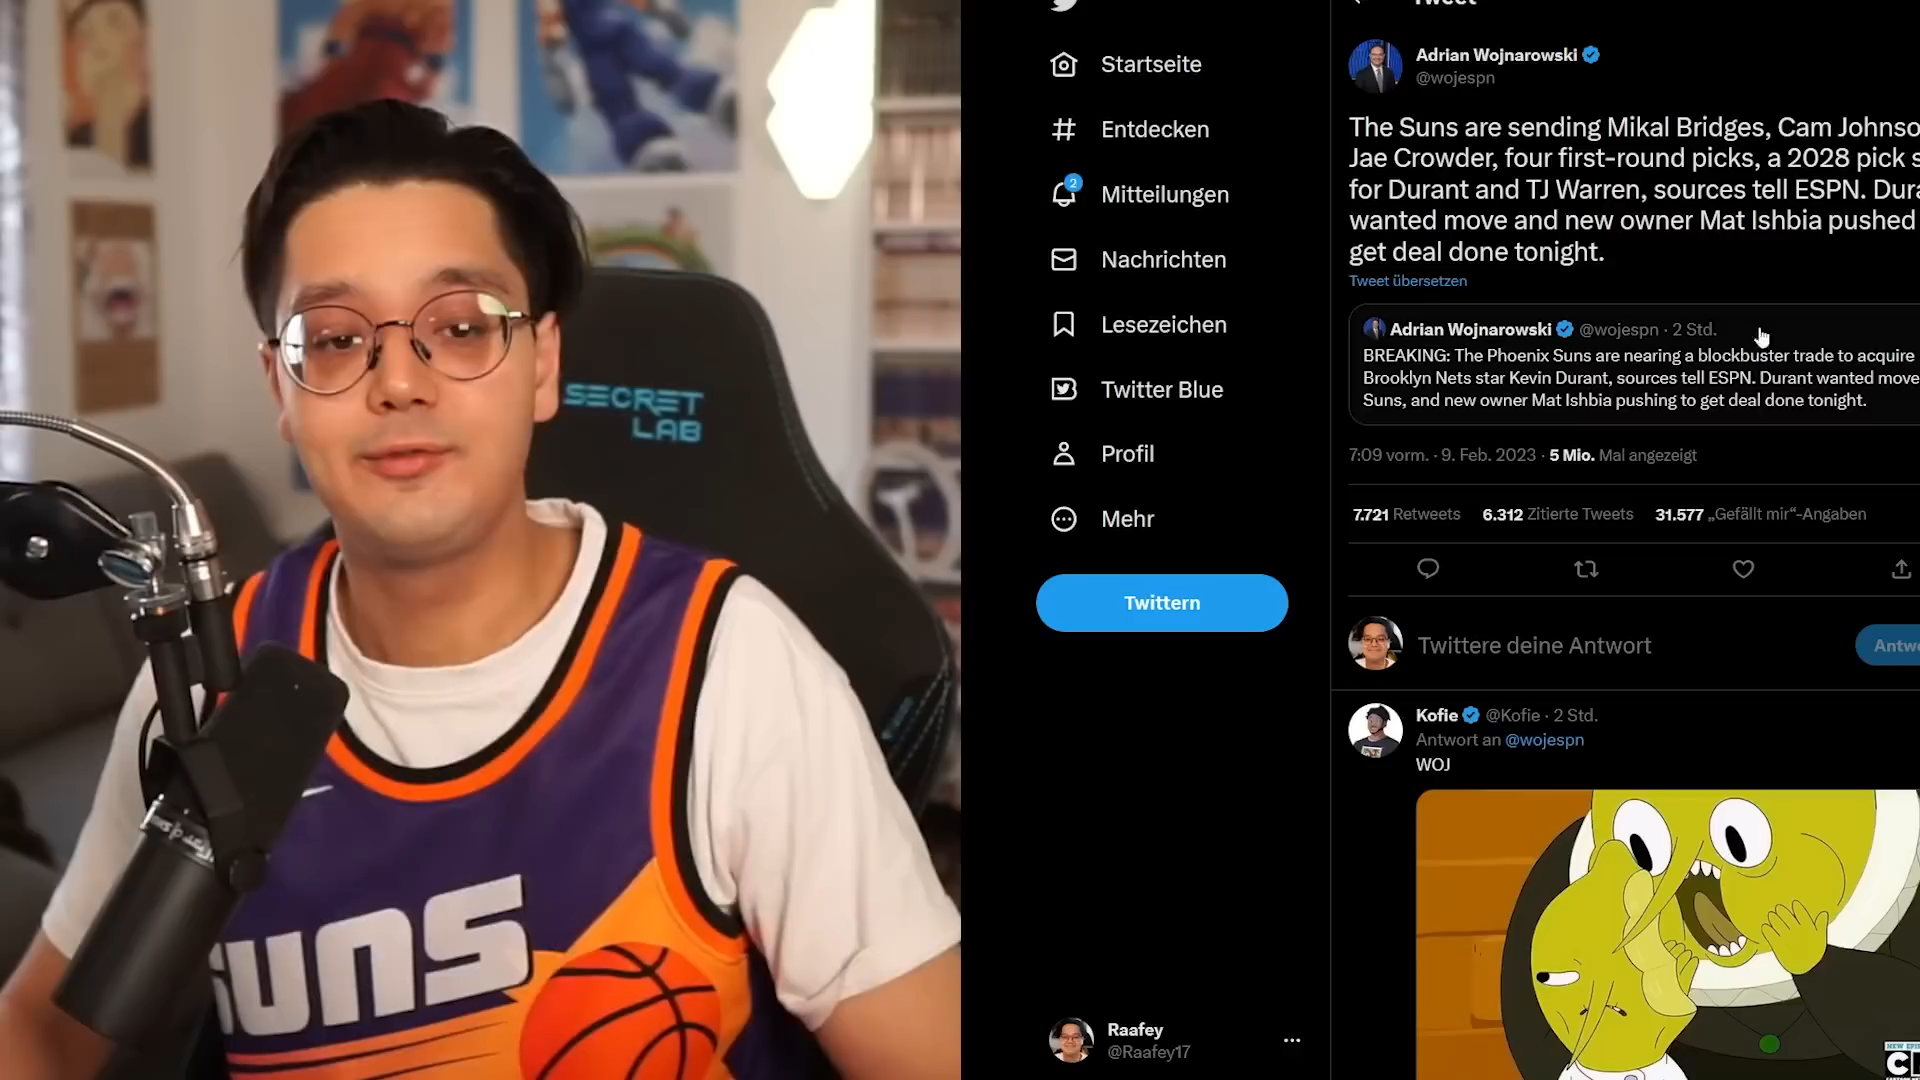 Tweet
Startseite
Entdecken
2
Mitteilungen
Nachrichten
Lesezeichen
Twitter Blue
Profil
Mehr
Twittern
Raafey
@Raafey17
Adrian Wojnarowski
@wojespn
The Suns are sending Mikal Bridges, Cam Johnso
Jae Crowder, four first-round picks, a 2028 pick s
for Durant and TJ Warren, sources tell ESPN. Dura
wanted move and new owner Mat Ishbia pushed
get deal done tonight.
Tweet übersetzen
Adrian Wojnarowski @wojespn · 2 Std.
BREAKING: The Phoenix Suns are nearing a blockbuster trade to acquire
Brooklyn Nets star Kevin Durant, sources tell ESPN. Durant wanted move
Suns, and new owner Mat Ishbia pushing to get deal done tonight.
7:09 vorm. · 9. Feb. 2023 · 5 Mio. Mal angezeigt
7.721 Retweets 6.312 Zitierte Tweets 31.577 „Gefällt mir“-Angaben
Twittere deine Antwort
Antwo
Kofie @Kofie · 2 Std.
Antwort an @wojespn
WOJ
SECRET
LAB
SUNS